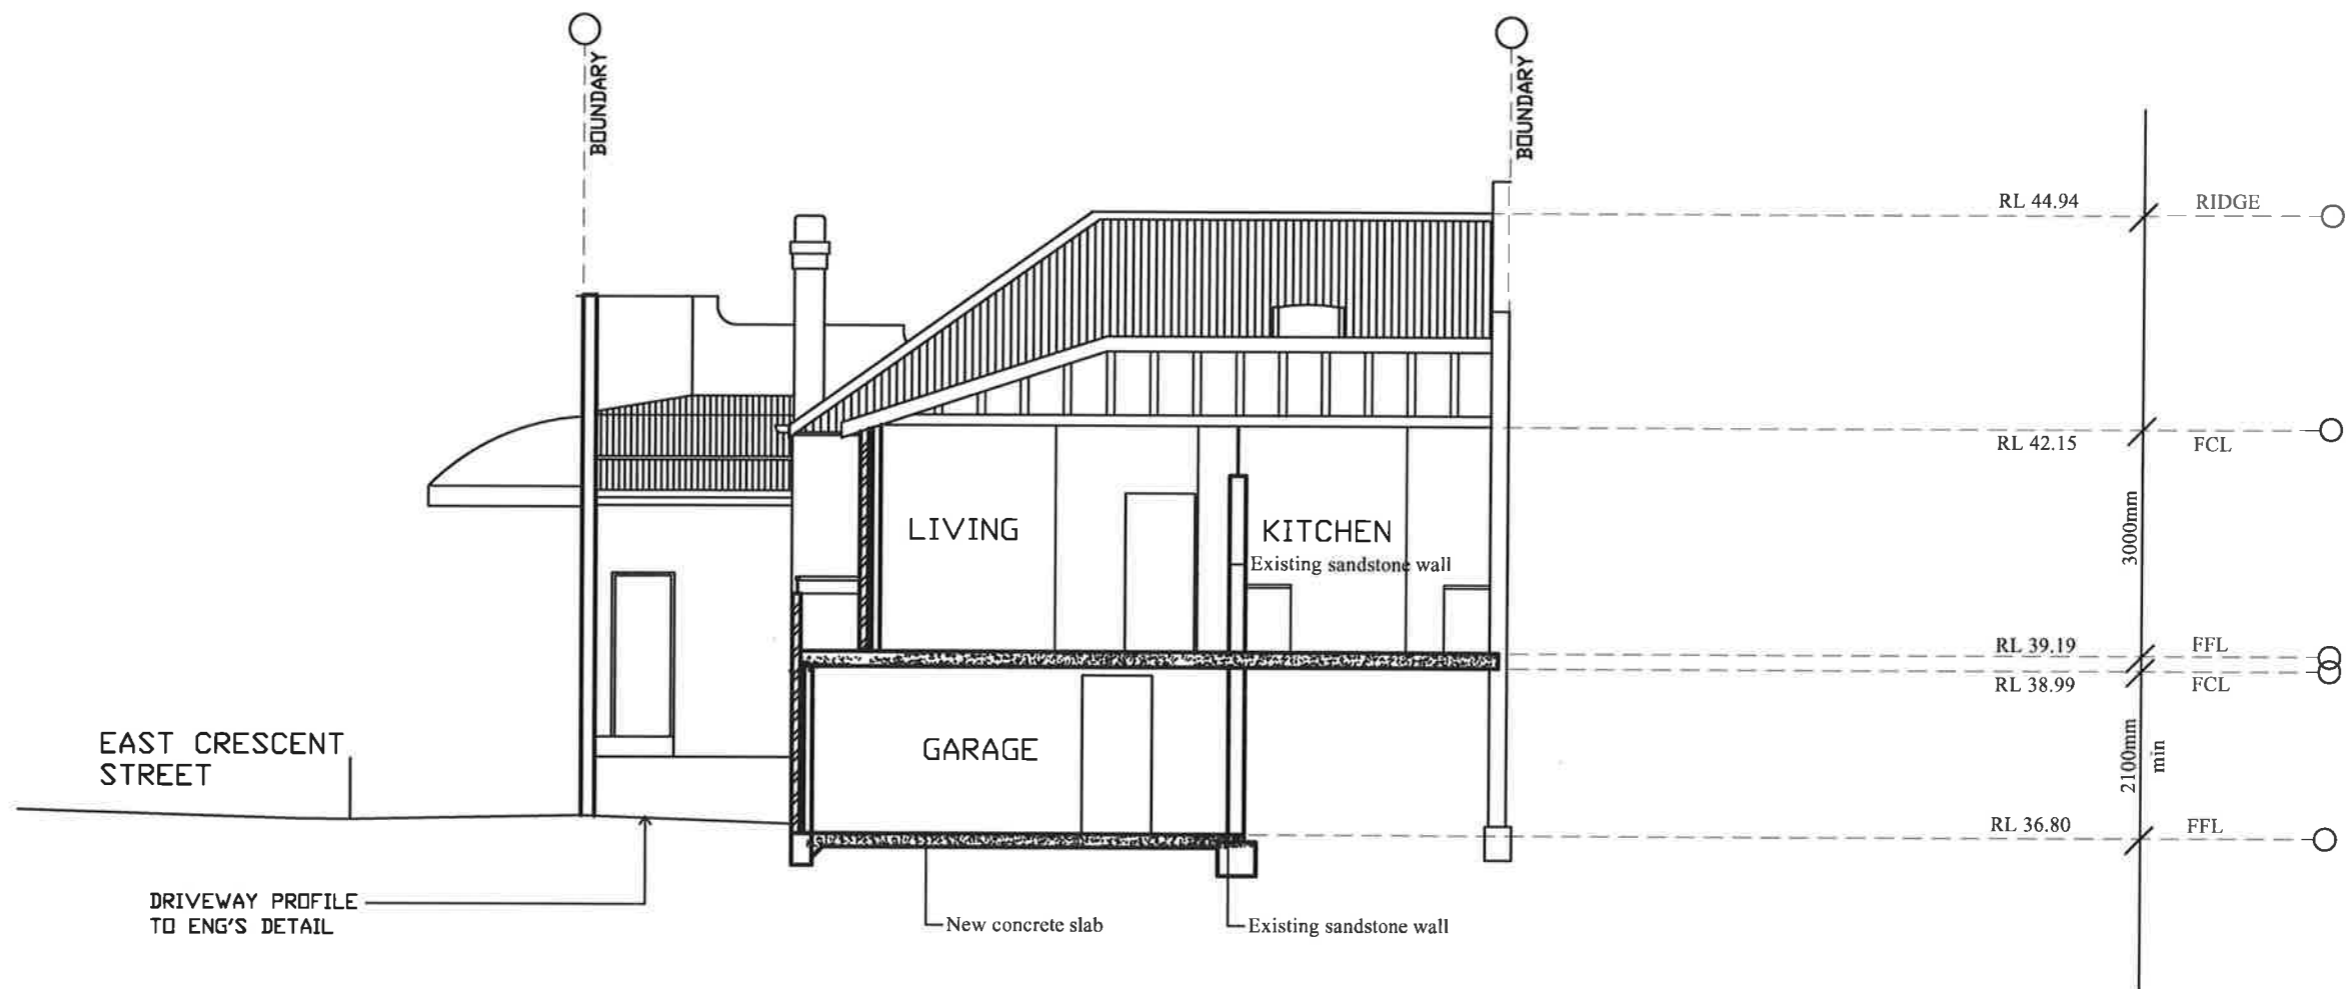 BOUNDARY
BOUNDARY
RL 44.94
RIDGE
RL 42.15
FCL
3000mm
LIVING
KITCHEN
Existing sandstone wall
RL 39.19
FFL
RL 38.99
FCL
2100mm
min
EAST CRESCENT
STREET
GARAGE
RL 36.80
FFL
DRIVEWAY PROFILE
TO ENG'S DETAIL
New concrete slab
Existing sandstone wall